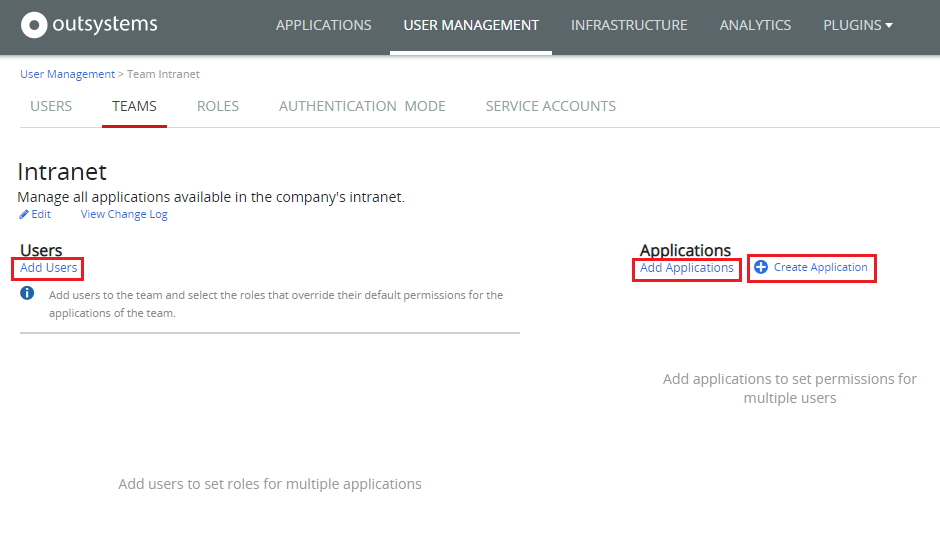 outsystems
APPLICATIONS USER MANAGEMENT INFRASTRUCTURE ANALYTICS PLUGINS
User Management > Team Intranet
USERS TEAMS ROLES AUTHENTICATION MODE SERVICE ACCOUNTS
Intranet
Manage all applications available in the company's intranet.
Edit View Change Log
Users
Add Users
Add users to the team and select the roles that override their default permissions for the
applications of the team.
Add users to set roles for multiple applications
Applications
Add Applications Create Application
Add applications to set permissions for
multiple users